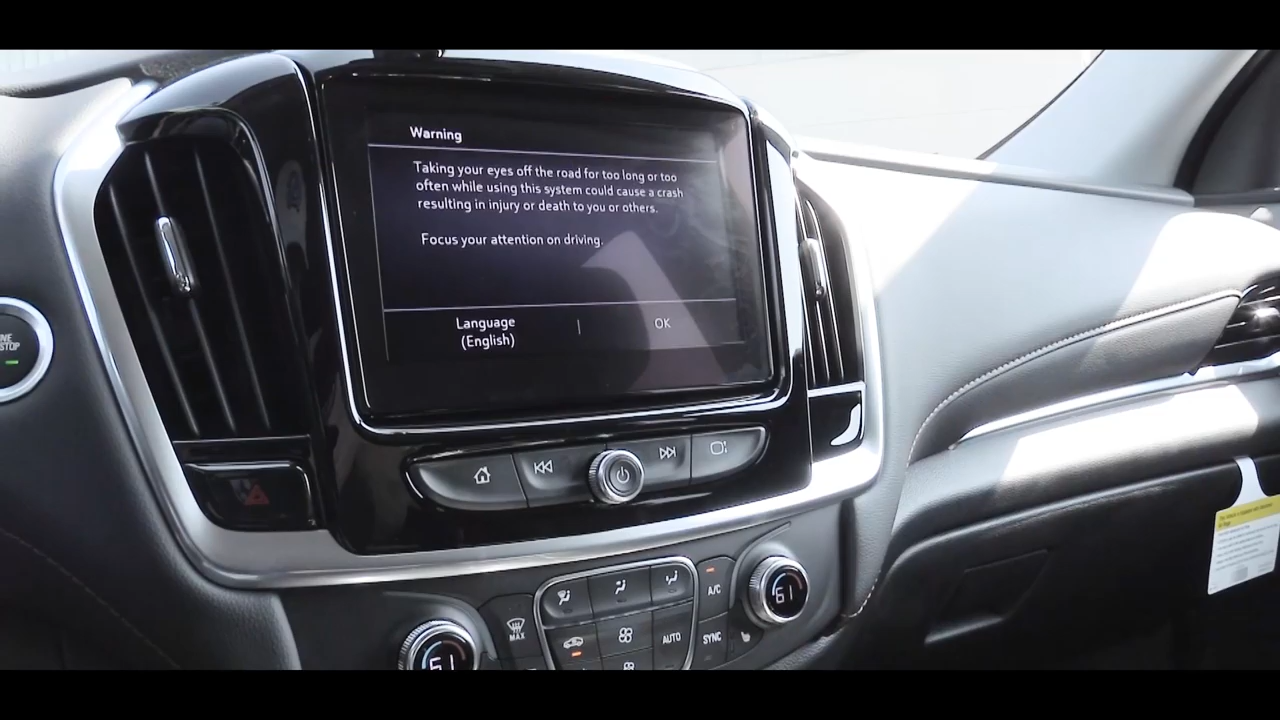 Warning
Taking your eyes off the road for too long or too
often while using this system could cause a crash
resulting in injury or death to you or others.
Focus your attention on driving.
Language
(English)
OK
STOP
A/C
MAX
AUTO
SYNC
61
61